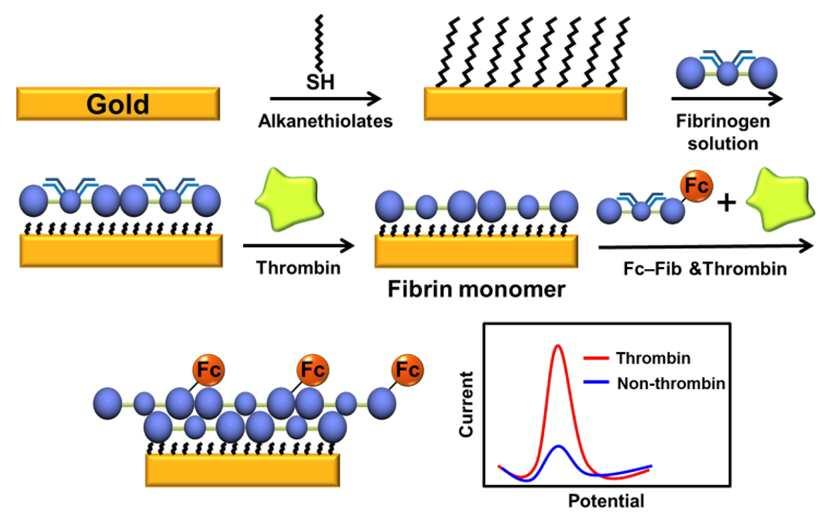 SH
Gold
Alkanethiolates
Fibrinogen
solution
Fc
+
Thrombin
Fibrin monomer
Fc–Fib &Thrombin
Fc
Fc
Fc
Thrombin
Non-thrombin
Current
Potential